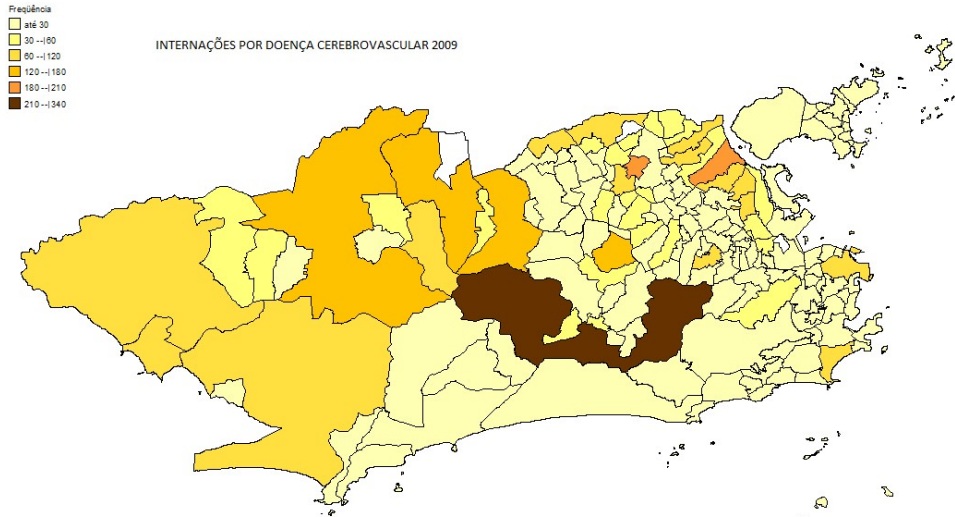 Freqüência
até 30
30 --|60
60 --|120
120 --|180
180 --|210
210 --|340
INTERNAÇÕES POR DOENÇA CEREBROVASCULAR 2009